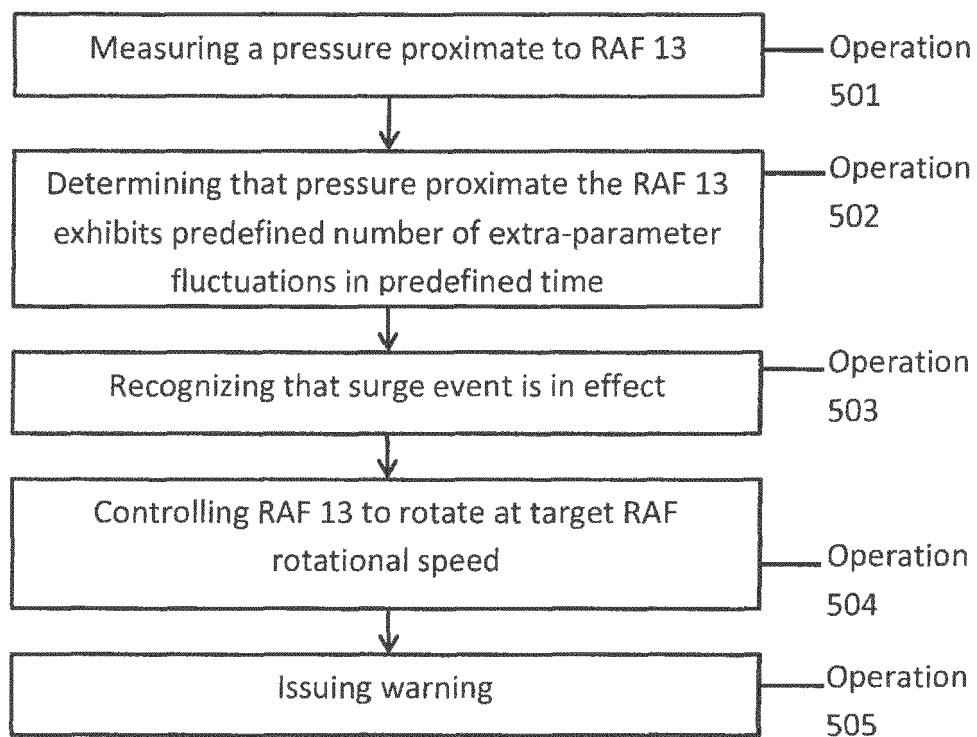 Measuring a pressure proximate to RAF 13
Operation
501
Determining that pressure proximate the RAF 13
exhibits predefined number of extra-parameter
fluctuations in predefined time
Operation
502
Recognizing that surge event is in effect
Operation
503
Controlling RAF 13 to rotate at target RAF
rotational speed
Operation
504
Issuing warning
Operation
505